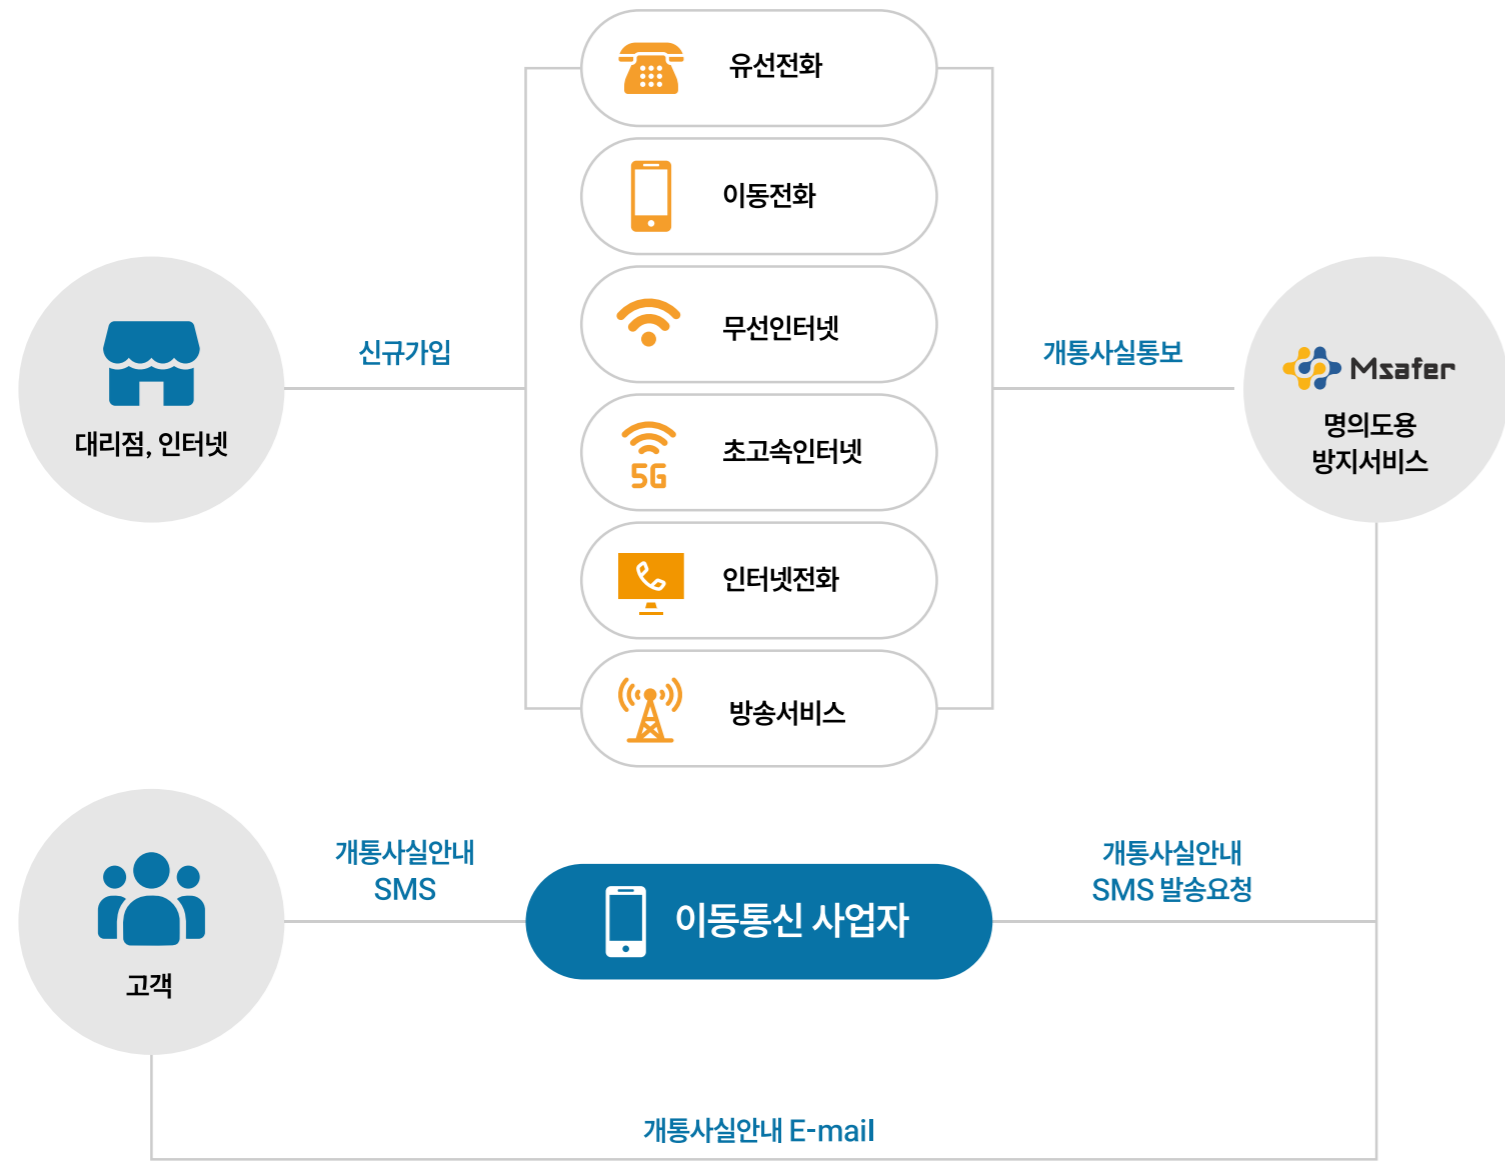 유선전화
이동전화
무선인터넷
초고속인터넷
5G
인터넷전화
방송서비스
신규가입
대리점, 인터넷
개통사실통보
Msafer
명의도용
방지서비스
고객
개통사실안내
SMS
이동통신 사업자
개통사실안내
SMS 발송요청
개통사실안내 E-mail